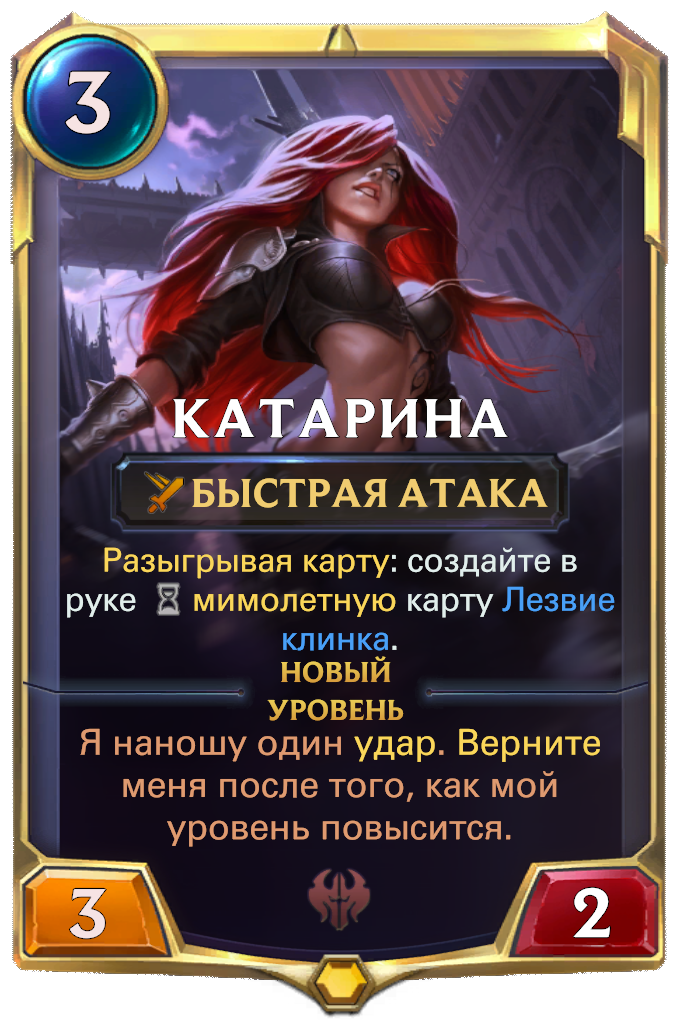 3
КАТАРИНА
БЫСТРАЯ АТАКА
Разыгрывая карту: создайте в
руке мимолетную карту Лезвие
клинка.
НОВЫЙ
УРОВЕНЬ
Я наношу один удар. Верните
меня после того, как мой
уровень повысится.
3
2